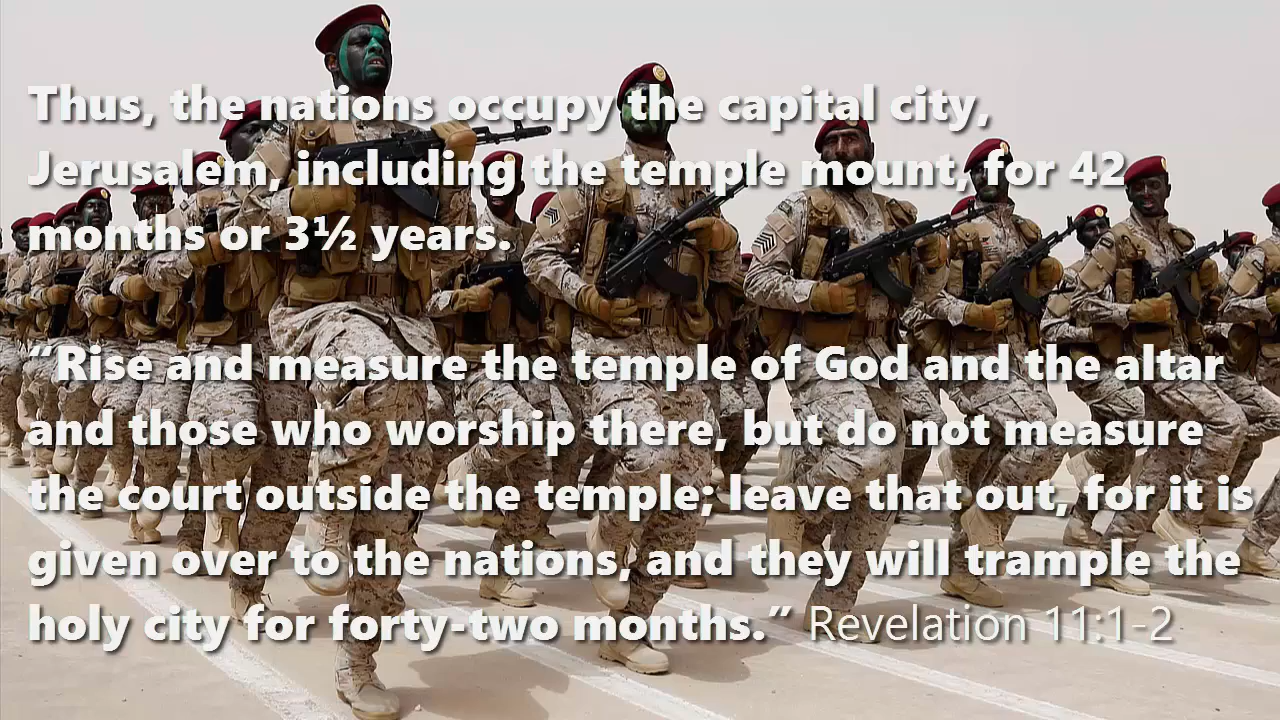 Thus, the nations occupy the capital city,
Jerusalem, including the temple mount, for 42
months or 3½ years.
“Rise and measure the temple of God and the altar
and those who worship there, but do not measure
the court outside the temple; leave that out, for it is
given over to the nations, and they will trample the
holy city for forty-two months.” Revelation 11:1-2